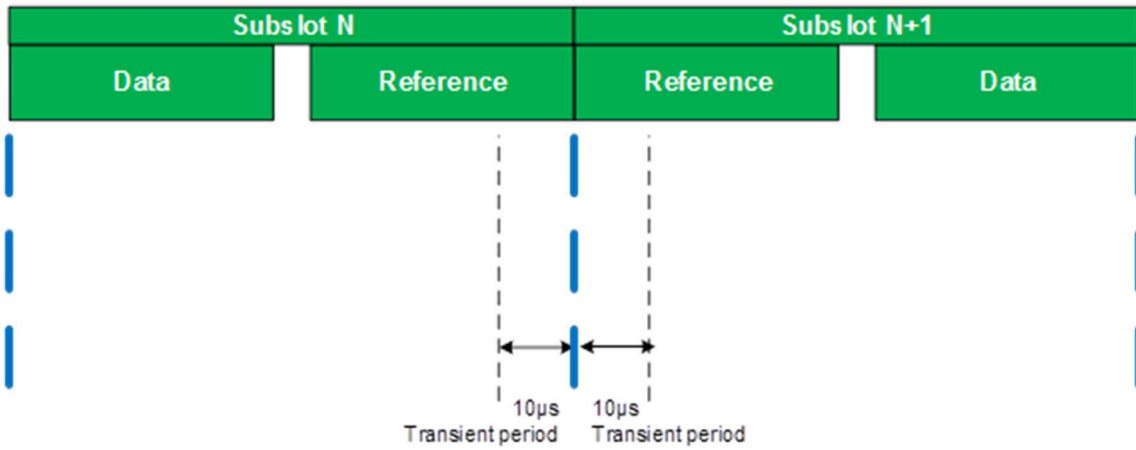 Subslot N
Subslot N+1
Data
Reference
Reference
Data
10µs
Transient period
10µs
Transient period